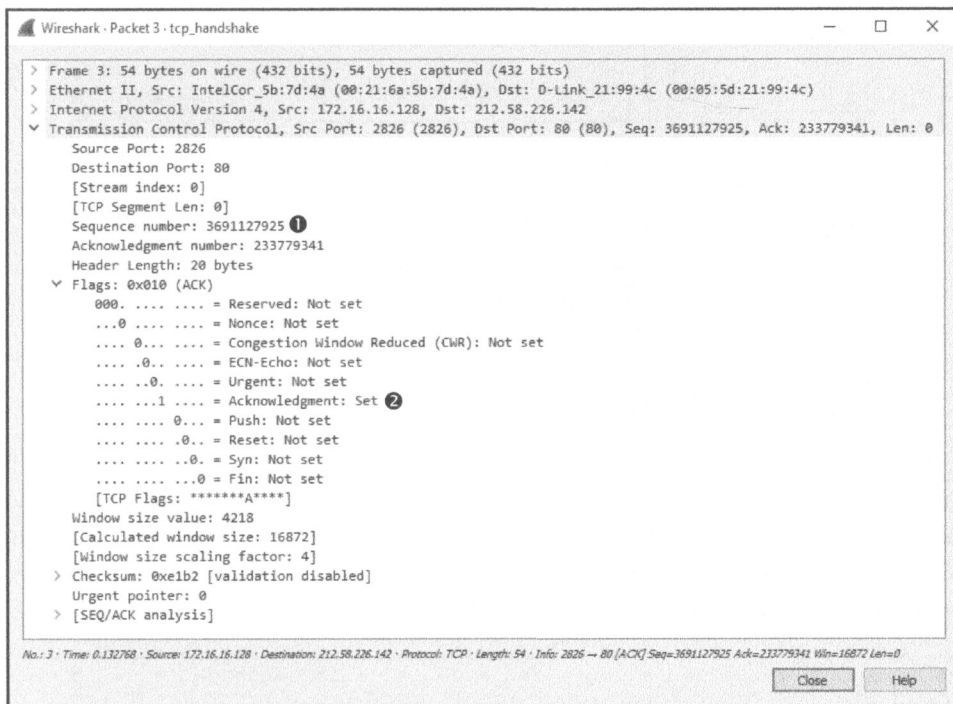 Wireshark · Packet 3 · tcp_handshake
> Frame 3: 54 bytes on wire (432 bits), 54 bytes captured (432 bits)
> Ethernet II, Src: IntelCor_5b:7d:4a (00:21:6a:5b:7d:4a), Dst: D-Link_21:99:4c (00:05:5d:21:99:4c)
> Internet Protocol Version 4, Src: 172.16.16.128, Dst: 212.58.226.142
Transmission Control Protocol, Src Port: 2826 (2826), Dst Port: 80 (80), Seq: 3691127925, Ack: 233779341, Len: 0
Source Port: 2826
Destination Port: 80
[Stream index: 0]
[TCP Segment Len: 0]
Sequence number: 3691127925 ❶
Acknowledgment number: 233779341
Header Length: 20 bytes
Flags: 0x010 (ACK)
000. .... .... = Reserved: Not set
...0 .... .... = Nonce: Not set
.... 0... .... = Congestion Window Reduced (CWR): Not set
.... .0.. .... = ECN-Echo: Not set
.... ..0. .... = Urgent: Not set
.... ...1 .... = Acknowledgment: Set ❷
.... .... 0... = Push: Not set
.... .... .0.. = Reset: Not set
.... .... ..0. = Syn: Not set
.... .... ...0 = Fin: Not set
[TCP Flags: *******A****]
Window size value: 4218
[Calculated window size: 16872]
[Window size scaling factor: 4]
> Checksum: 0xe1b2 [validation disabled]
Urgent pointer: 0
> [SEQ/ACK analysis]
No.: 3 · Time: 0.132768 · Source: 172.16.16.128 · Destination: 212.58.226.142 · Protocol: TCP · Length: 54 · Info: 2826 → 80 [ACK] Seq=3691127925 Ack=233779341 Win=16872 Len=0
Close Help